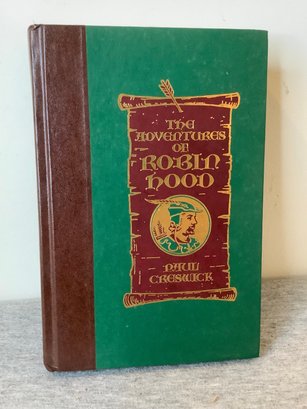 THE
ADVENTURES
OF
ROBIN
HOOD
PAUL
CRESWICK